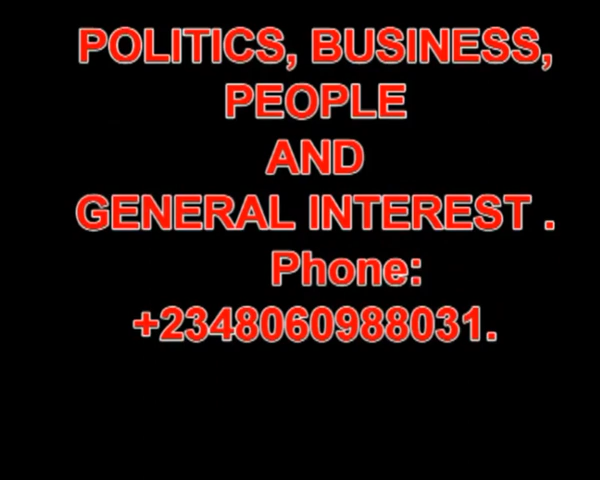 POLITICS, BUSINESS,
PEOPLE
AND
GENERAL INTEREST .
Phone:
+2348060988031.